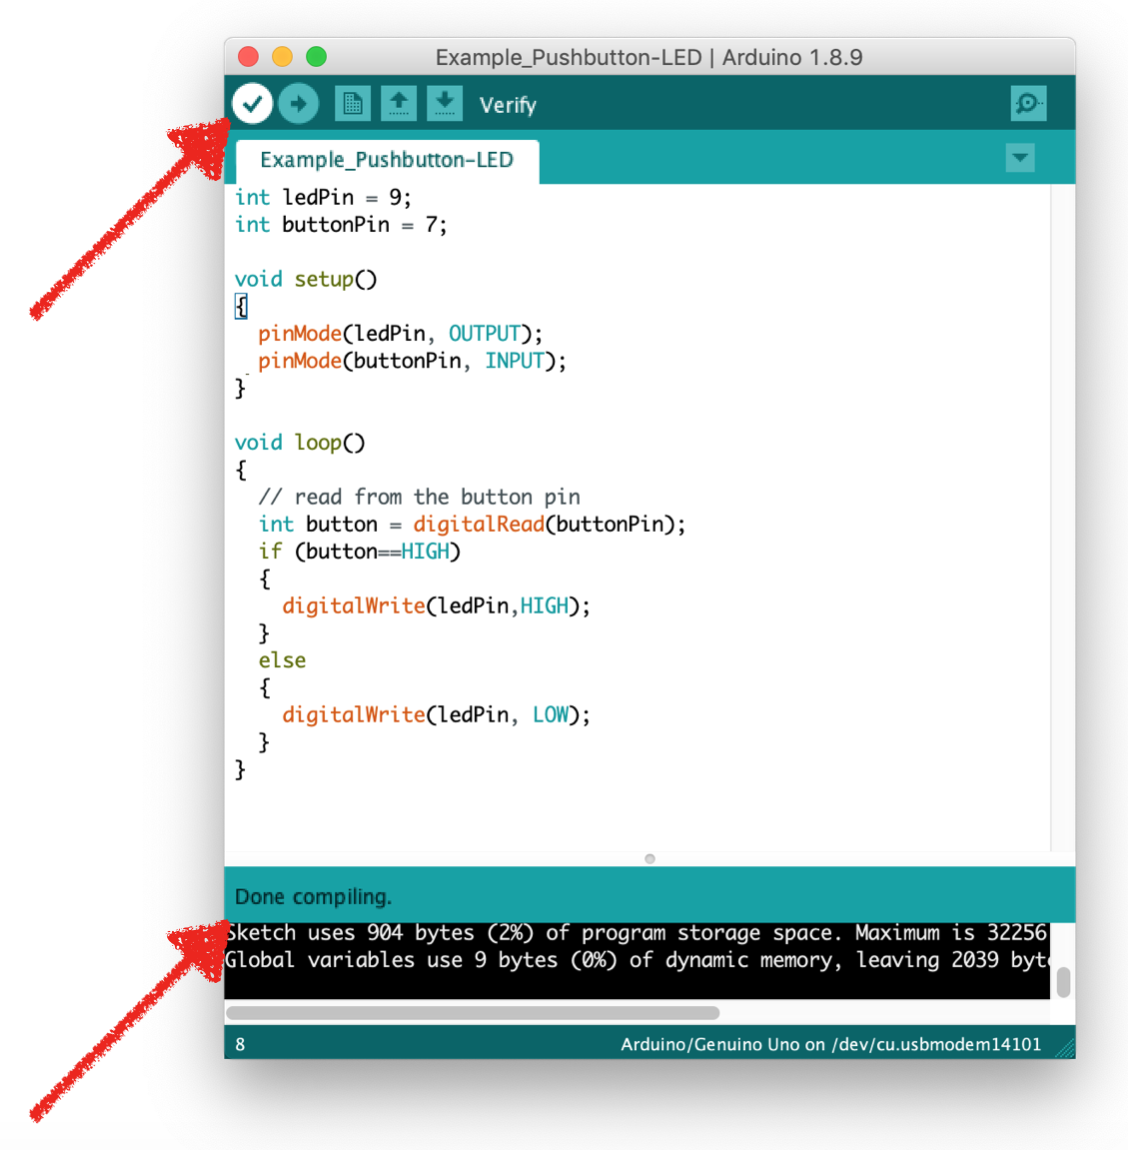 Example_Pushbutton-LED | Arduino 1.8.9
Verify
Example_Pushbutton-LED
int ledPin = 9;
int buttonPin = 7;
void setup()
{
  pinMode(ledPin, OUTPUT);
  pinMode(buttonPin, INPUT);
}
void loop()
{
  // read from the button pin
  int button = digitalRead(buttonPin);
  if (button==HIGH)
  {
    digitalWrite(ledPin,HIGH);
  }
  else
  {
    digitalWrite(ledPin, LOW);
  }
}
Done compiling.
Sketch uses 904 bytes (2%) of program storage space. Maximum is 32256
Global variables use 9 bytes (0%) of dynamic memory, leaving 2039
8
Arduino/Genuino Uno on /dev/cu.usbmodem14101